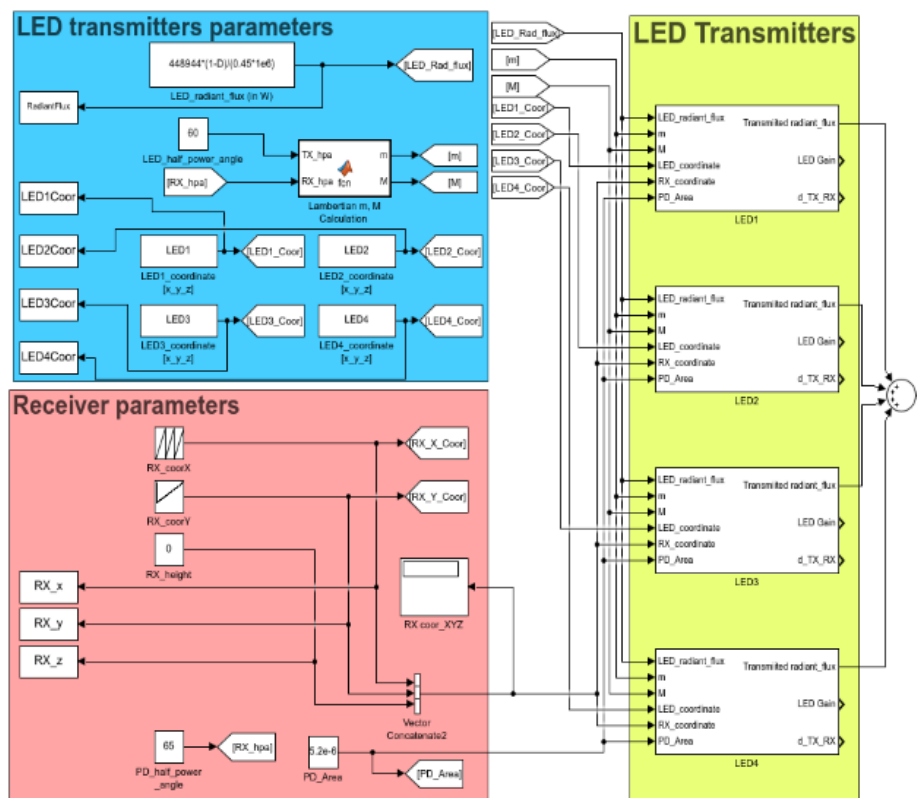 LED transmitters parameters
448944*(1-D)/(0.45*1e6)
LED_radiant_flux (in W)
[LED_Rad_flux]
RadiantFlux
60
LED_half_power_angle
[RX_hpa]
TX_hpa
RX_hpa
fcn
m
M
Lambertian m, M
Calculation
[m]
[M]
LED1Coor
LED2Coor
LED3Coor
LED4Coor
LED1
LED1_coordinate
[x_y_z]
[LED1_Coor]
LED2
LED2_coordinate
[x_y_z]
[LED2_Coor]
LED3
LED3_coordinate
[x_y_z]
[LED3_Coor]
LED4
LED4_coordinate
[x_y_z]
[LED4_Coor]
Receiver parameters
RX_coorX
[RX_X_Coor]
RX_coorY
[RX_Y_Coor]
0
RX_height
RX_x
RX_y
RX_z
RX coor_XYZ
Vector
Concatenate2
65
PD_half_power
_angle
[RX_hpa]
5.2e-6
PD_Area
[PD_Area]
[LED_Rad_flux]
[m]
[M]
[LED1_Coor]
[LED2_Coor]
[LED3_Coor]
[LED4_Coor]
LED Transmitters
LED_radiant_flux
m
M
LED_coordinate
RX_coordinate
PD_Area
Transmited radiant_flux
LED Gain
d_TX_RX
LED1
LED_radiant_flux
m
M
LED_coordinate
RX_coordinate
PD_Area
Transmited radiant_flux
LED Gain
d_TX_RX
LED2
LED_radiant_flux
m
M
LED_coordinate
RX_coordinate
PD_Area
Transmited radiant_flux
LED Gain
d_TX_RX
LED3
LED_radiant_flux
m
M
LED_coordinate
RX_coordinate
PD_Area
Transmited radiant_flux
LED Gain
d_TX_RX
LED4
+
+
+
+